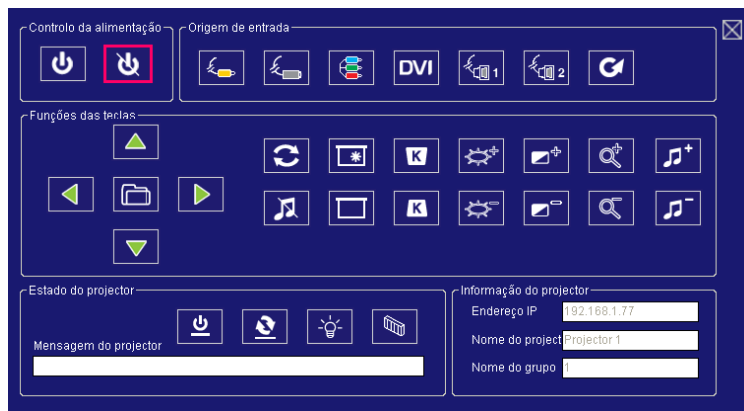 Controlo da alimentação
Origem de entrada
DVI
1
2
Funções das teclas
K
K
Estado do projector
Mensagem do projector
Informação do projector
Endereço IP
192.168.1.77
Nome do project
Projector 1
Nome do grupo
1